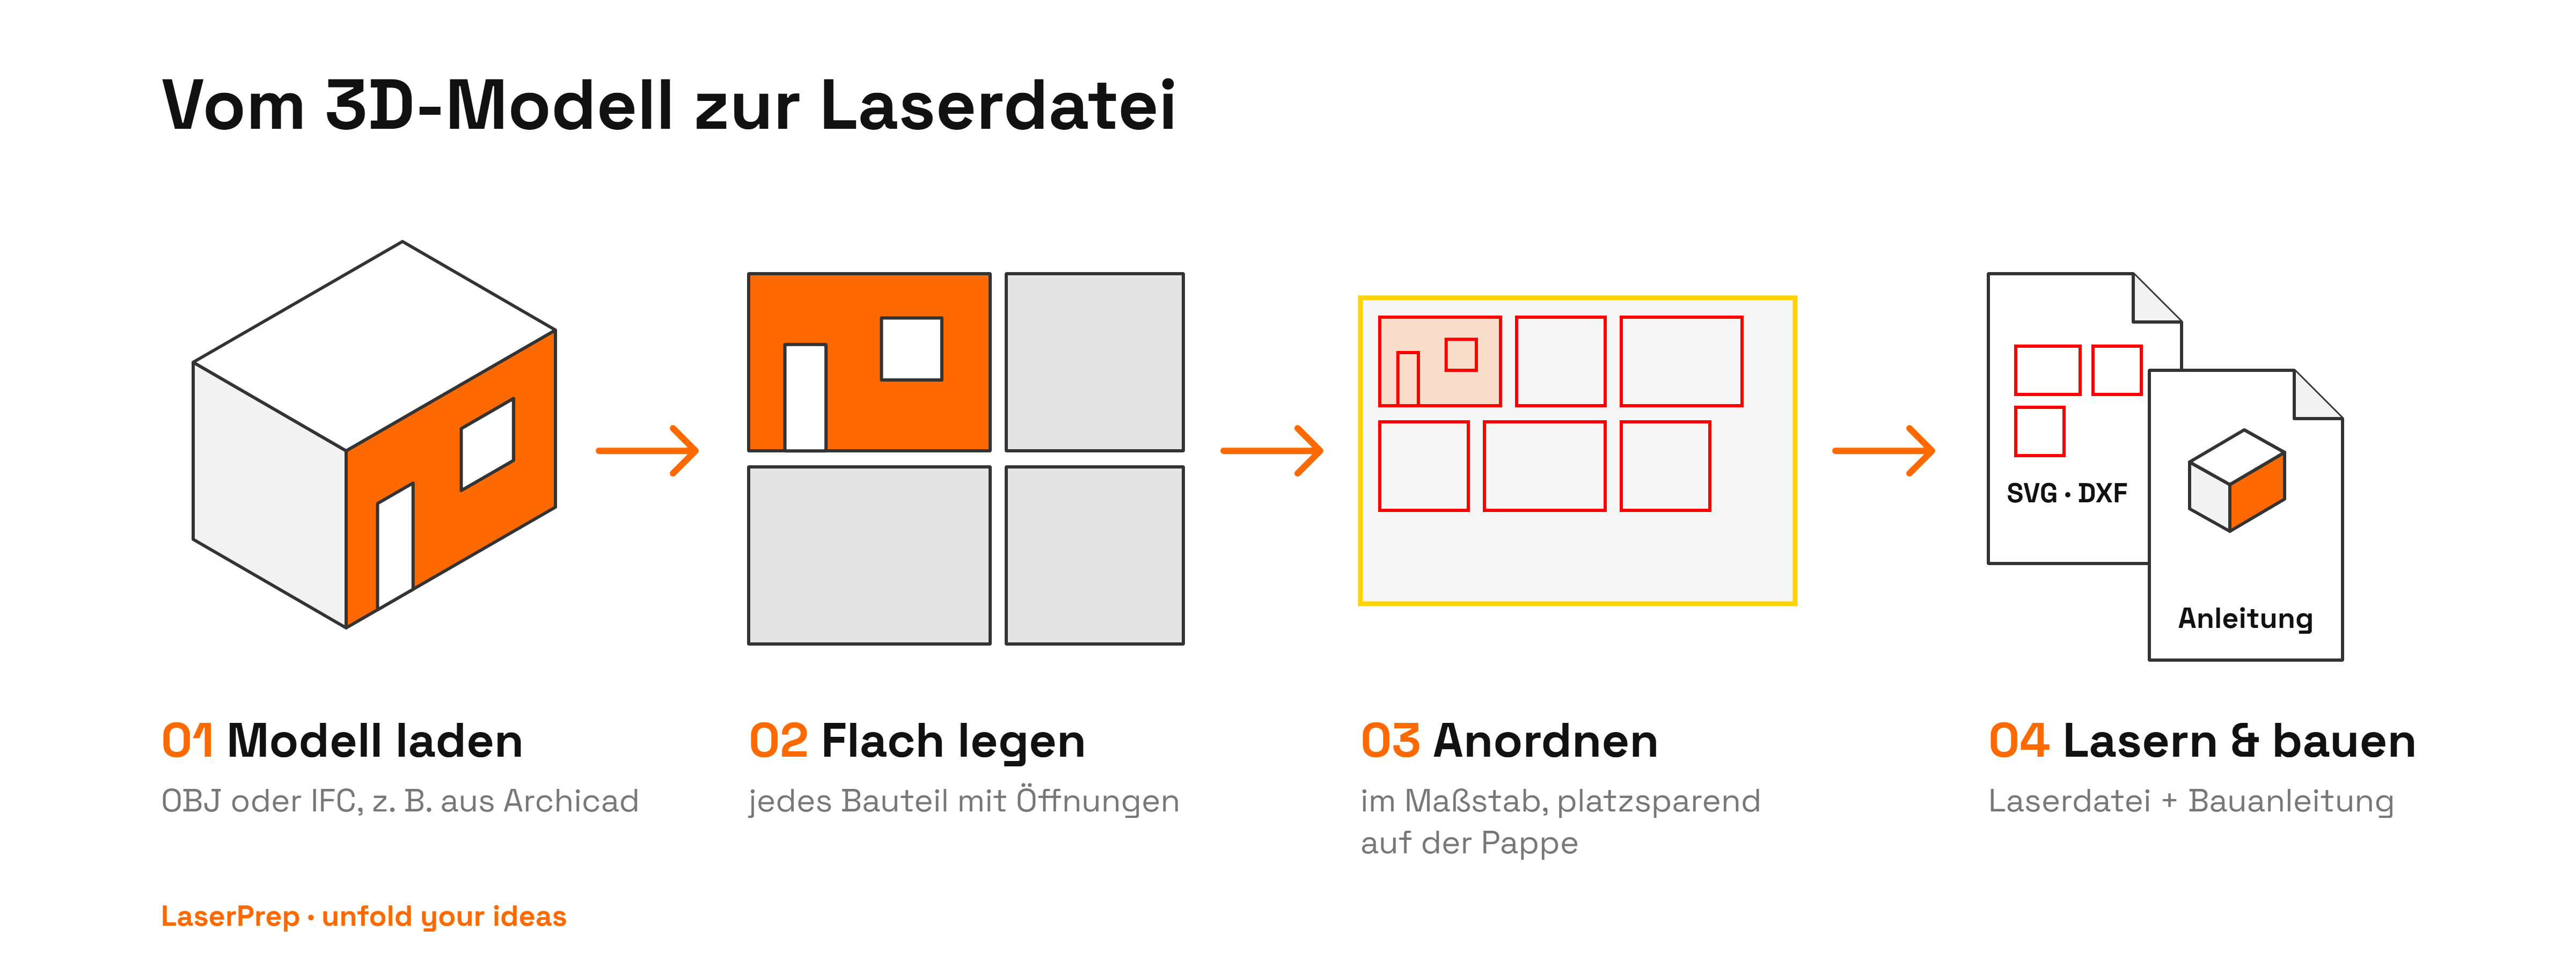 Vom 3D-Modell zur Laserdatei
SVG · DXF
Anleitung
01 Modell laden
OBJ oder IFC, z. B. aus Archicad
02 Flach legen
jedes Bauteil mit Öffnungen
03 Anordnen
im Maßstab, platzsparend
auf der Pappe
04 Lasern & bauen
Laserdatei + Bauanleitung
LaserPrep · unfold your ideas